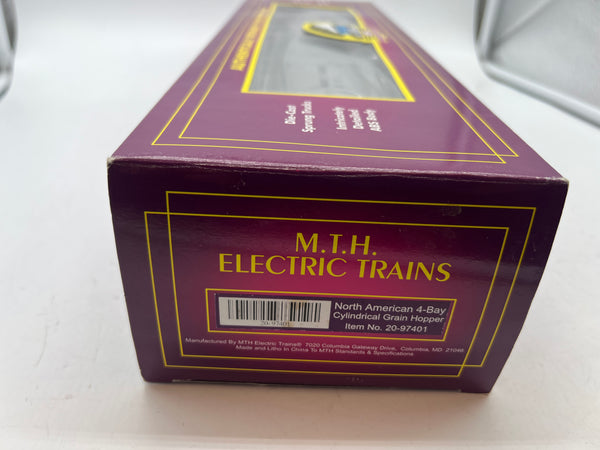 Die-Cast
Sprung Trucks
Intricately
Detailed
ABS Body
M.T.H.
ELECTRIC TRAINS
20-97401
North American 4-Bay
Cylindrical Grain Hopper
Item No. 20-97401
Manufactured By MTH Electric Trains® 7020 Columbia Gateway Drive, Columbia, MD 21046
Made and Litho In China To MTH Standards & Specifications